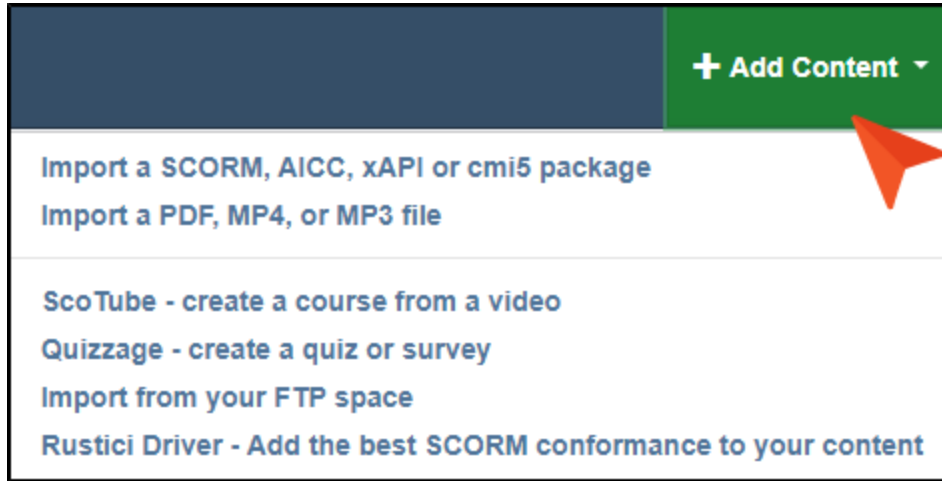 + Add Content
Import a SCORM, AICC, xAPI or cmi5 package
Import a PDF, MP4, or MP3 file
ScoTube - create a course from a video
Quizzage - create a quiz or survey
Import from your FTP space
Rustici Driver - Add the best SCORM conformance to your content